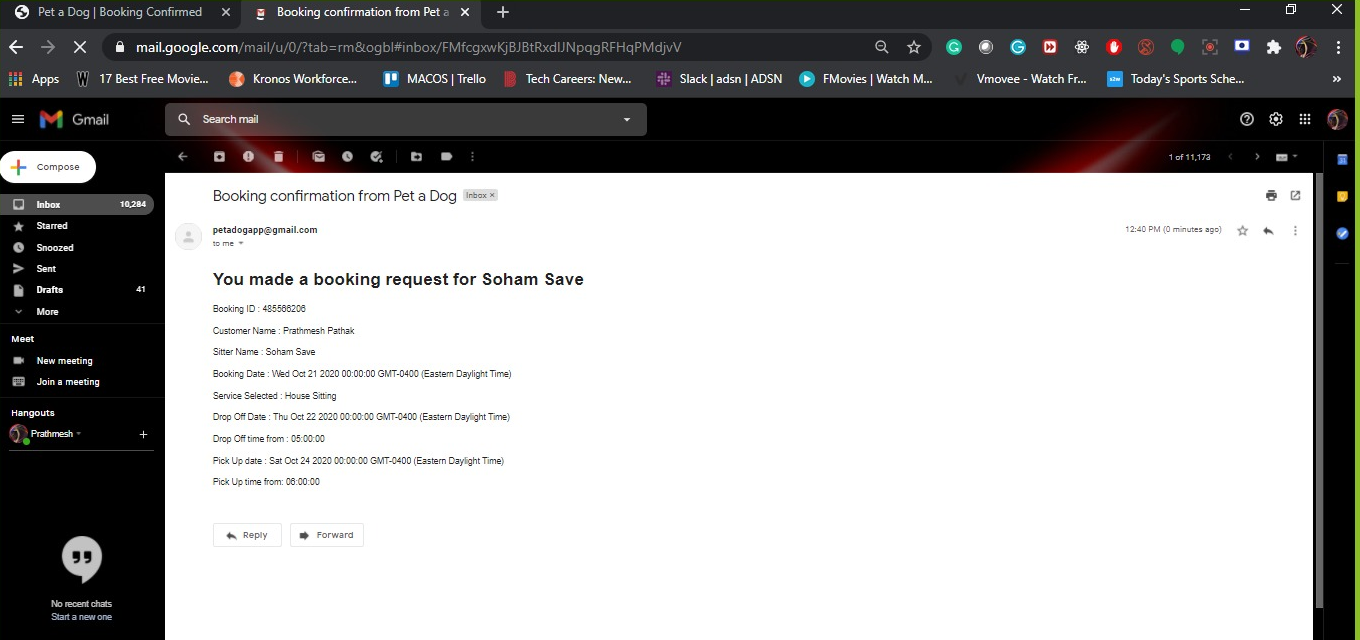 Pet a Dog | Booking Confirmed
Booking confirmation from Pet a
mail.google.com/mail/u/0/?tab=rm&ogbl#inbox/FMfcgxwKjBJBtRxdlJNpqgRFHqPMdjvV
Apps 17 Best Free Movie... Kronos Workforce... MACOS | Trello Tech Careers: New... Slack | adsn | ADSN FMovies | Watch M... Vmovee - Watch Fr... Today's Sports Sche... »
Gmail
Search mail
Compose
1 of 11,173
Inbox 10,284
Starred
Snoozed
Sent
Drafts 41
More
Meet
New meeting
Join a meeting
Hangouts
Prathmesh
No recent chats
Start a new one
Booking confirmation from Pet a Dog Inbox ×
petadogapp@gmail.com
12:40 PM (0 minutes ago)
to me
You made a booking request for Soham Save
Booking ID : 485566206
Customer Name : Prathmesh Pathak
Sitter Name : Soham Save
Booking Date : Wed Oct 21 2020 00:00:00 GMT-0400 (Eastern Daylight Time)
Service Selected : House Sitting
Drop Off Date : Thu Oct 22 2020 00:00:00 GMT-0400 (Eastern Daylight Time)
Drop Off time from : 05:00:00
Pick Up date : Sat Oct 24 2020 00:00:00 GMT-0400 (Eastern Daylight Time)
Pick Up time from: 06:00:00
Reply
Forward